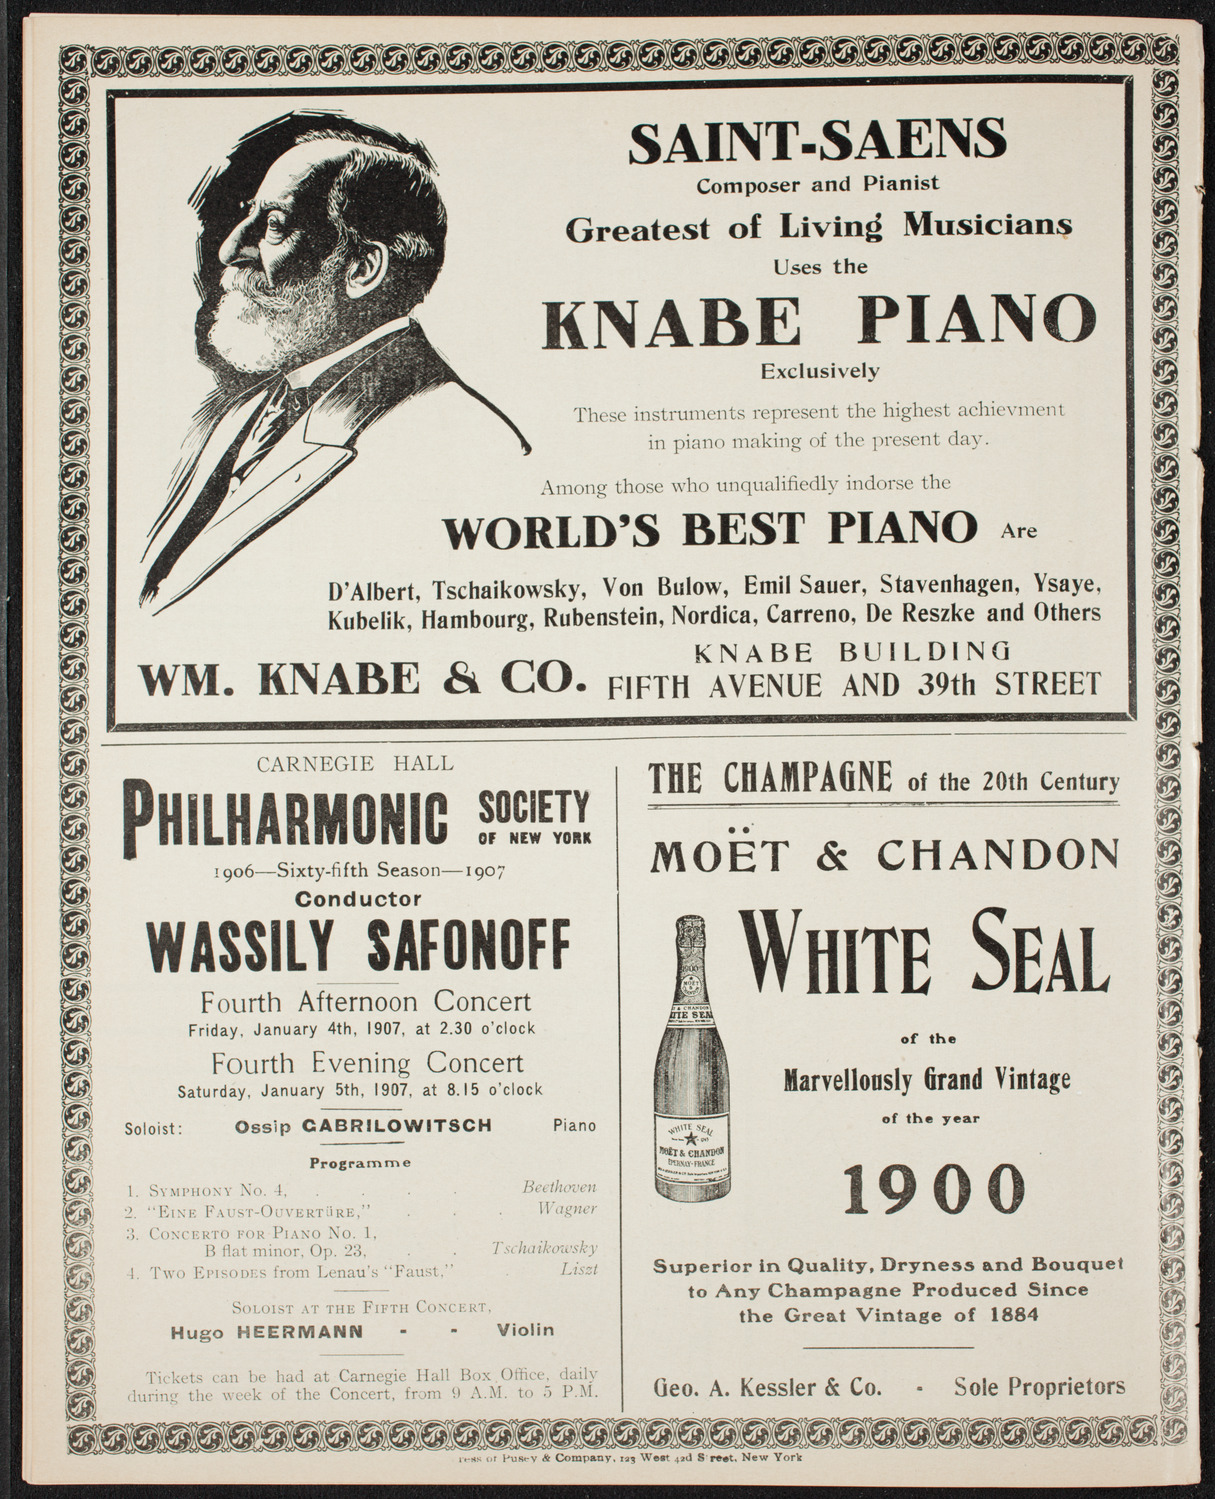 SAINT-SAENS
Composer and Pianist
Greatest of Living Musicians
Uses the
KNABE PIANO
Exclusively
These instruments represent the highest achievment
in piano making of the present day.
Among those who unqualifiedly indorse the
WORLD'S BEST PIANO Are
D'Albert, Tschaikowsky, Von Bulow, Emil Sauer, Stavenhagen, Ysaye,
Kubelik, Hambourg, Rubenstein, Nordica, Carreno, De Reszke and Others
WM. KNABE & CO.
KNABE BUILDING
FIFTH AVENUE AND 39th STREET
CARNEGIE HALL
PHILHARMONIC SOCIETY
OF NEW YORK
1906—Sixty-fifth Season—1907
Conductor
WASSILY SAFONOFF
Fourth Afternoon Concert
Friday, January 4th, 1907, at 2.30 o'clock
Fourth Evening Concert
Saturday, January 5th, 1907, at 8.15 o'clock
Soloist: Ossip GABRILOWITSCH Piano
Programme
1. SYMPHONY No. 4, . . . . Beethoven
2. "EINE FAUST-OUVERTÜRE," . . . Wagner
3. CONCERTO FOR PIANO No. 1,
B flat minor, Op. 23, . . Tschaikowsky
4. TWO EPISODES from Lenau's "Faust," Liszt
SOLOIST AT THE FIFTH CONCERT,
Hugo HEERMANN - - Violin
Tickets can be had at Carnegie Hall Box Office, daily
during the week of the Concert, from 9 A.M. to 5 P.M.
THE CHAMPAGNE of the 20th Century
MOËT & CHANDON
WHITE SEAL
of the
Marvellously Grand Vintage
of the year
1900
WHITE SEAL
MOËT & CHANDON
EPERNAY-FRANCE
Superior in Quality, Dryness and Bouquet
to Any Champagne Produced Since
the Great Vintage of 1884
Geo. A. Kessler & Co. - Sole Proprietors
ress of Pusey & Company, 123 West 42d S reet, New York